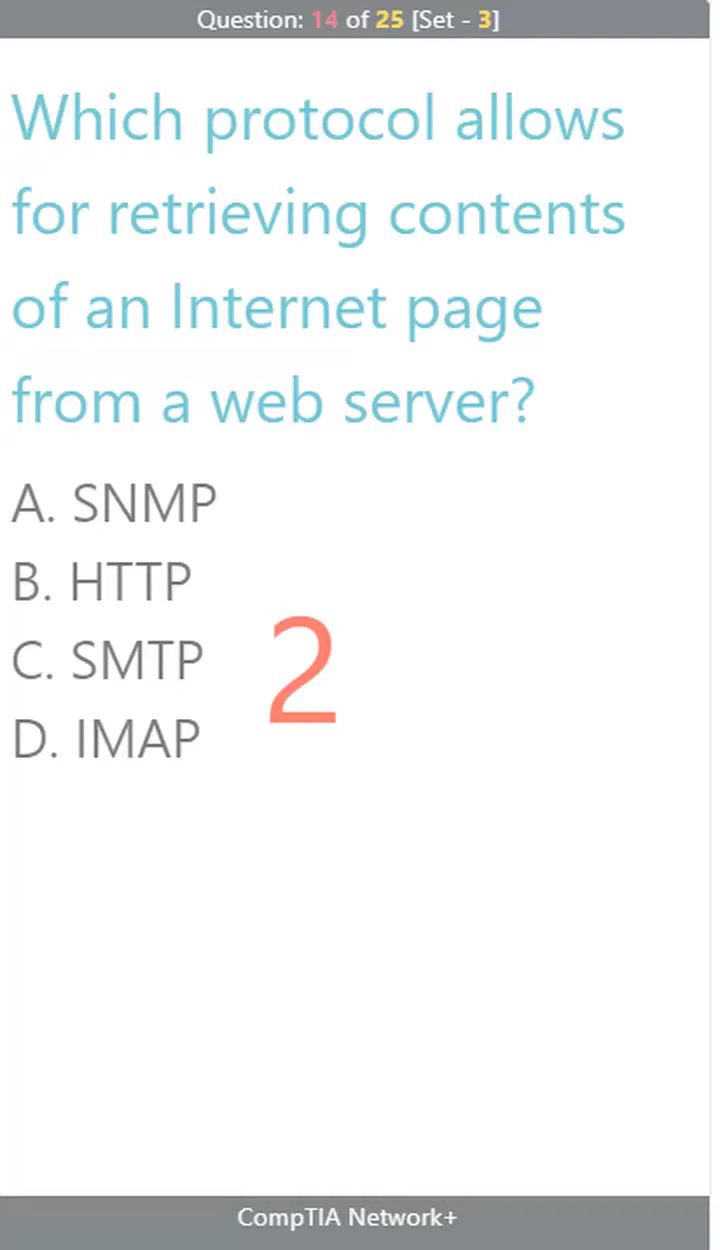 Question: 14 of 25 [Set - 3]
Which protocol allows
for retrieving contents
of an Internet page
from a web server?
A. SNMP
B. HTTP
C. SMTP
2
D. IMAP
CompTIA Network+